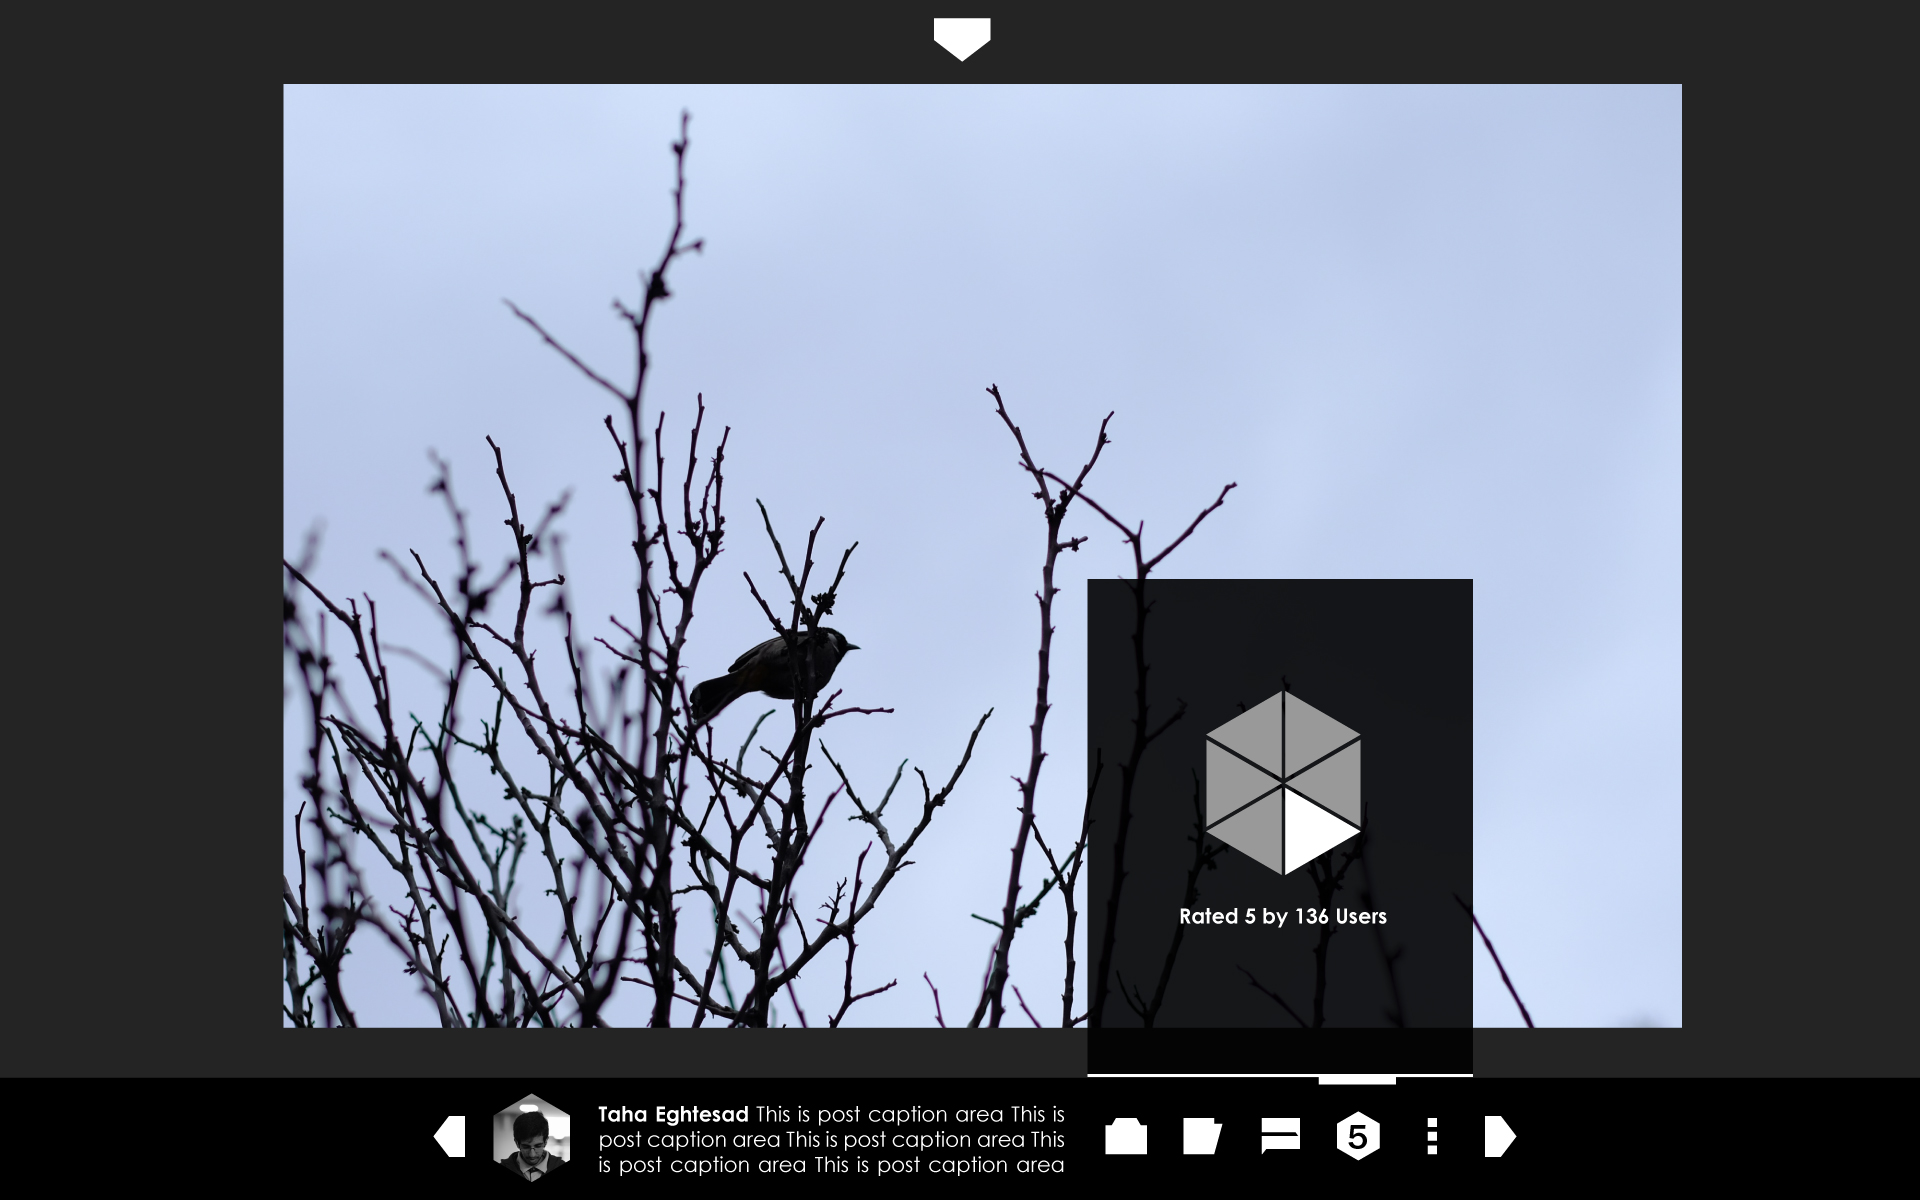 Rated 5 by 136 Users
Taha Eghtesad This is post caption area This is
post caption area This is post caption area This
is post caption area This is post caption area
5